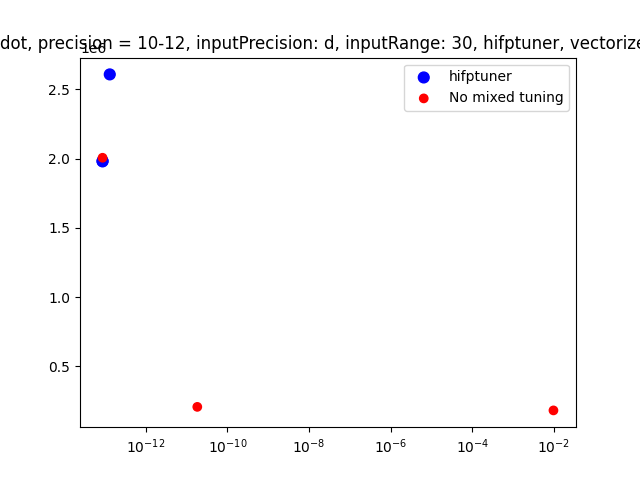 dot, precision = 10-12, inputPrecision: d, inputRange: 30, hifptuner, vectorize
1e6
hifptuner
No mixed tuning
2.5
2.0
1.5
1.0
0.5
10⁻¹² 10⁻¹⁰ 10⁻⁸ 10⁻⁶ 10⁻⁴ 10⁻²